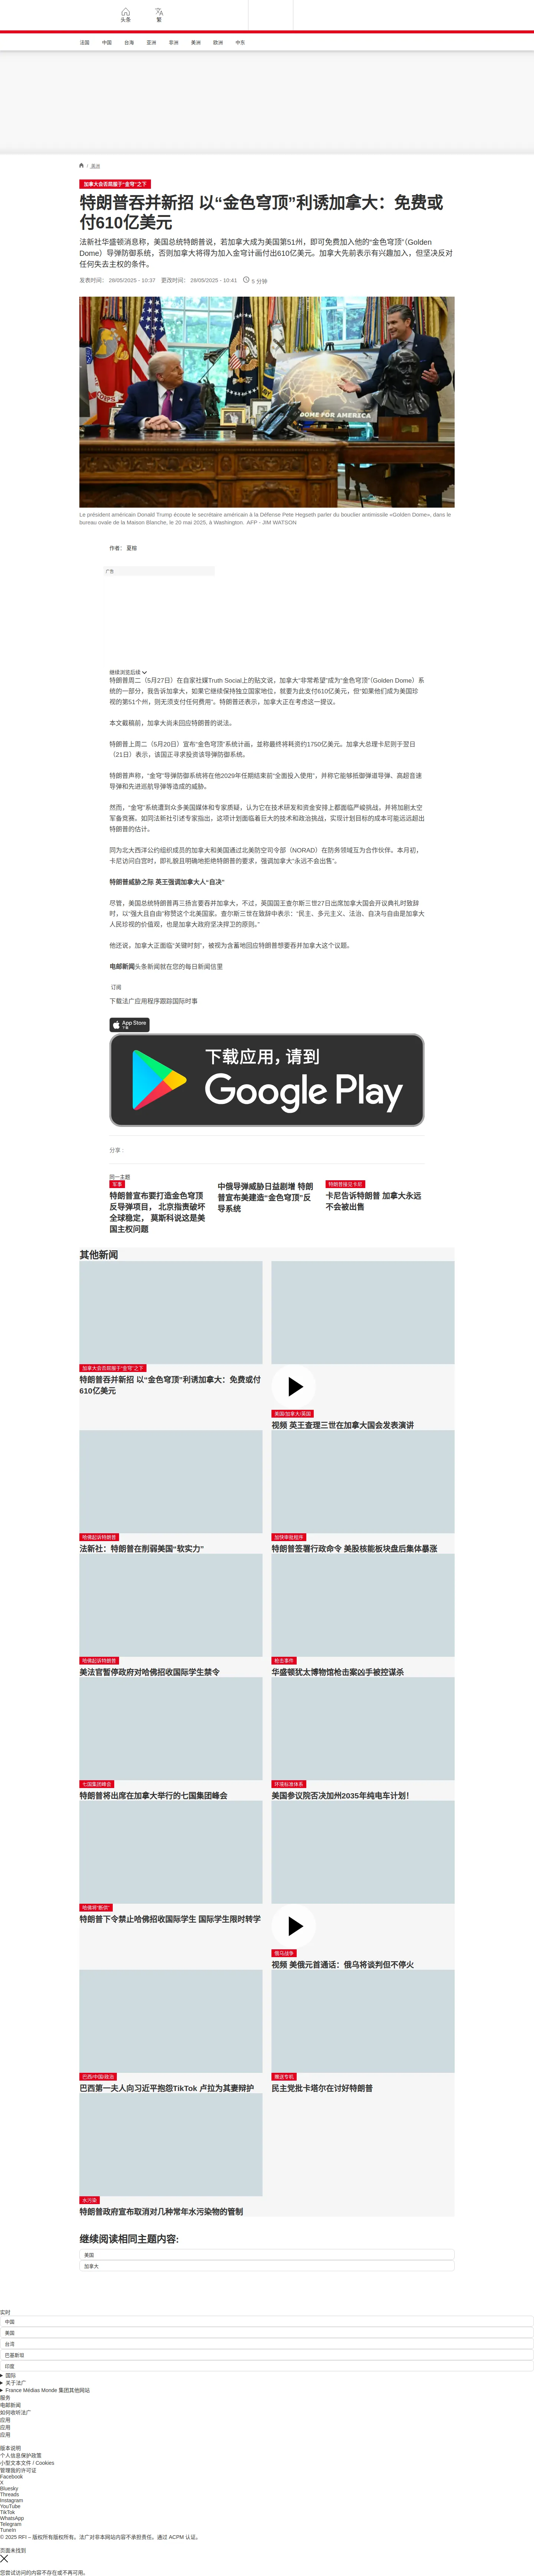 头条
繁
法国
中国
台海
亚洲
非洲
美洲
欧洲
中东
/ 美洲
加拿大会否屈服于“金穹”之下
特朗普吞并新招 以“金色穹顶”利诱加拿大：免费或
付610亿美元
法新社华盛顿消息称，美国总统特朗普说，若加拿大成为美国第51州，即可免费加入他的“金色穹顶”（Golden
Dome）导弹防御系统，否则加拿大将得为加入金穹计画付出610亿美元。加拿大先前表示有兴趣加入，但坚决反对
任何失去主权的条件。
发表时间： 28/05/2025 - 10:37 更改时间： 28/05/2025 - 10:41 5 分钟
DOME FOR AMERICA
Le président américain Donald Trump écoute le secrétaire américain à la Défense Pete Hegseth parler du bouclier antimissile «Golden Dome», dans le
bureau ovale de la Maison Blanche, le 20 mai 2025, à Washington. AFP - JIM WATSON
作者： 夏榕
广告
继续浏览后续
特朗普周二（5月27日）在自家社媒Truth Social上的贴文说，加拿大“非常希望”成为“金色穹顶”（Golden Dome）系
统的一部分，我告诉加拿大，如果它继续保持独立国家地位，就要为此支付610亿美元，但“如果他们成为美国珍
视的第51个州，则无须支付任何费用”。特朗普还表示，加拿大正在考虑这一提议。
本文截稿前，加拿大尚未回应特朗普的说法。
特朗普上周二（5月20日）宣布“金色穹顶”系统计画，並称最终将耗资约1750亿美元。加拿大总理卡尼则于翌日
（21日）表示，该国正寻求投资该导弹防御系统。
特朗普声称，“金穹”导弹防御系统将在他2029年任期结束前“全面投入使用”，并称它能够抵御弹道导弹、高超音速
导弹和先进巡航导弹等造成的威胁。
然而，“金穹”系统遭到众多美国媒体和专家质疑，认为它在技术研发和资金安排上都面临严峻挑战，并将加剧太空
军备竞赛。如同法新社引述专家指出，这项计划面临着巨大的技术和政治挑战，实现计划目标的成本可能远远超出
特朗普的估计。
同为北大西洋公约组织成员的加拿大和美国通过北美防空司令部（NORAD）在防务领域互为合作伙伴。本月初，
卡尼访问白宫时，即礼貌且明确地拒绝特朗普的要求，强调加拿大“永远不会出售”。
特朗普威胁之际 英王强调加拿大人“自决”
尽管，美国总统特朗普再三扬言要吞并加拿大，不过，英国国王查尔斯三世27日出席加拿大国会开议典礼时致辞
时，以“强大且自由”称赞这个北美国家。查尔斯三世在致辞中表示：“民主、多元主义、法治、自决与自由是加拿大
人民珍视的价值观，也是加拿大政府坚决捍卫的原则。”
他还说，加拿大正面临“关键时刻”，被视为含蓄地回应特朗普想要吞并加拿大这个议题。
电邮新闻头条新闻就在您的每日新闻信里
订阅
下载法广应用程序跟踪国际时事
App Store
下载
下载应用，请到
Google Play
分享 :
同一主题
军事
特朗普宣布要打造金色穹顶
反导弹项目， 北京指责破坏
全球稳定， 莫斯科说这是美
国主权问题
中俄导弹威胁日益剧增 特朗
普宣布美建造“金色穹顶”反
导系统
特朗普接见卡尼
卡尼告诉特朗普 加拿大永远
不会被出售
其他新闻
加拿大会否屈服于“金穹”之下
特朗普吞并新招 以“金色穹顶”利诱加拿大：免费或付
610亿美元
美国/加拿大/英国
视频 英王查理三世在加拿大国会发表演讲
哈佛起诉特朗普
法新社：特朗普在削弱美国“软实力”
加快审批程序
特朗普签署行政命令 美股核能板块盘后集体暴涨
哈佛起诉特朗普
美法官暂停政府对哈佛招收国际学生禁令
枪击事件
华盛顿犹太博物馆枪击案凶手被控谋杀
七国集团峰会
特朗普将出席在加拿大举行的七国集团峰会
环境标准体系
美国参议院否决加州2035年纯电车计划！
哈佛将“断供”
特朗普下令禁止哈佛招收国际学生 国际学生限时转学
俄乌战争
视频 美俄元首通话：俄乌将谈判但不停火
巴西/中国/政治
巴西第一夫人向习近平抱怨TikTok 卢拉为其妻辩护
赠送专机
民主党批卡塔尔在讨好特朗普
水污染
特朗普政府宣布取消对几种常年水污染物的管制
继续阅读相同主题内容:
美国
加拿大
实时
中国
美国
台湾
巴基斯坦
印度
国际
关于法广
France Médias Monde 集团其他网站
服务
电邮新闻
如何收听法广
应用
应用
应用
版本说明
个人信息保护政策
小型文本文件 / Cookies
管理我的许可证
Facebook
X
Bluesky
Threads
Instagram
YouTube
TikTok
WhatsApp
Telegram
TuneIn
© 2025 RFI – 版权所有版权所有。法广对非本网站内容不承担责任。通过 ACPM 认证。
页面未找到
您尝试访问的内容不存在或不再可用。